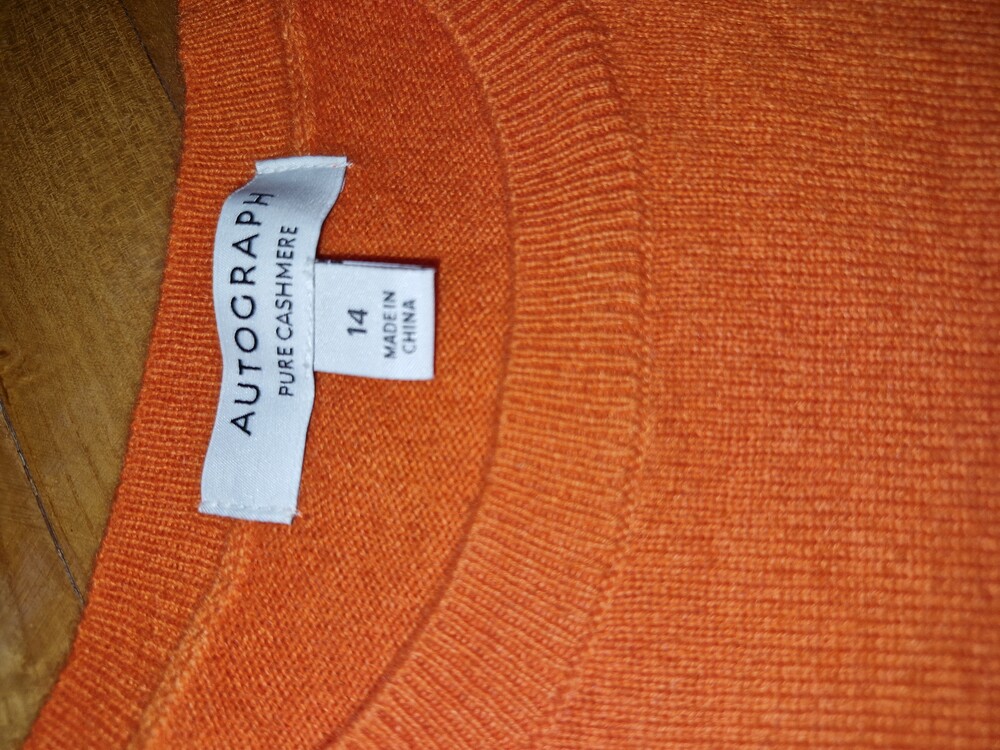 AUTOGRAPH
PURE CASHMERE
14
MADE IN
CHINA